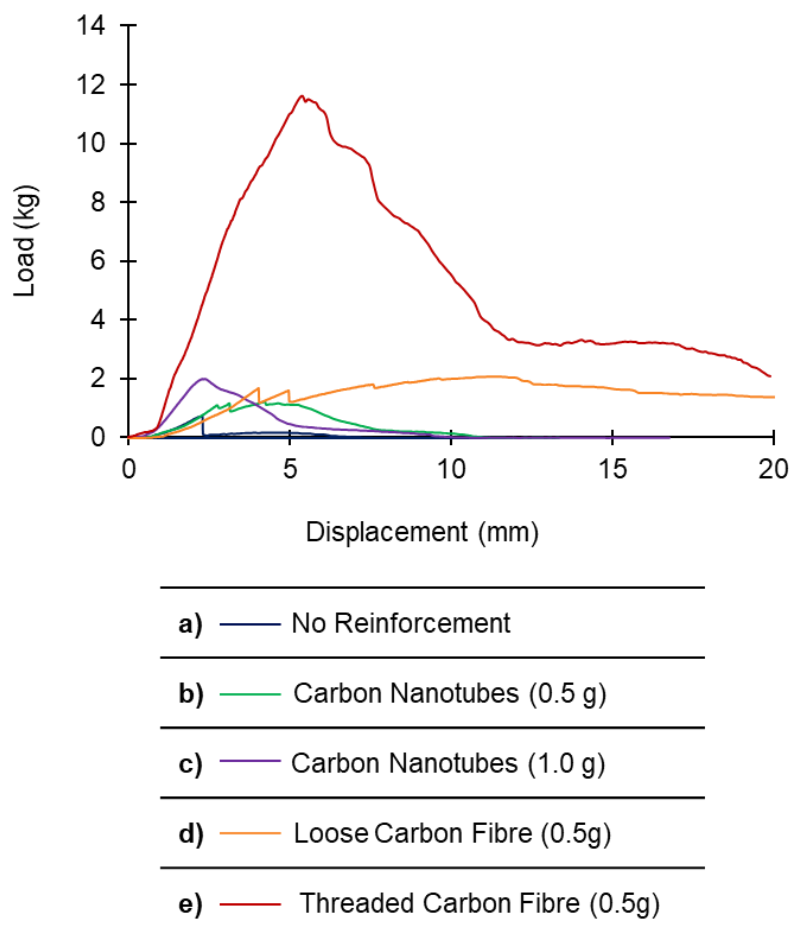 14
12
10
8
6
4
2
0
Load (kg)
0 5 10 15 20
Displacement (mm)
a) No Reinforcement
b) Carbon Nanotubes (0.5 g)
c) Carbon Nanotubes (1.0 g)
d) Loose Carbon Fibre (0.5g)
e) Threaded Carbon Fibre (0.5g)